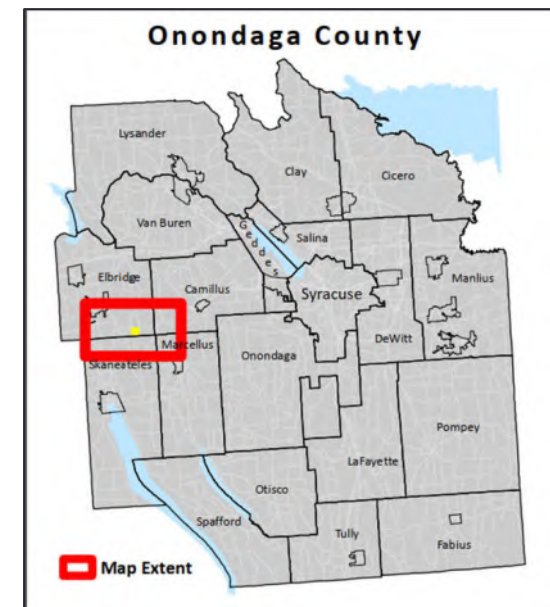 Onondaga County
Lysander
Clay
Cicero
Van Buren
Geddes
Salina
Elbridge
Camillus
Syracuse
Manlius
Marcellus
Onondaga
DeWitt
Skaneateles
Pompey
LaFayette
Otisco
Spafford
Tully
Fabius
Map Extent